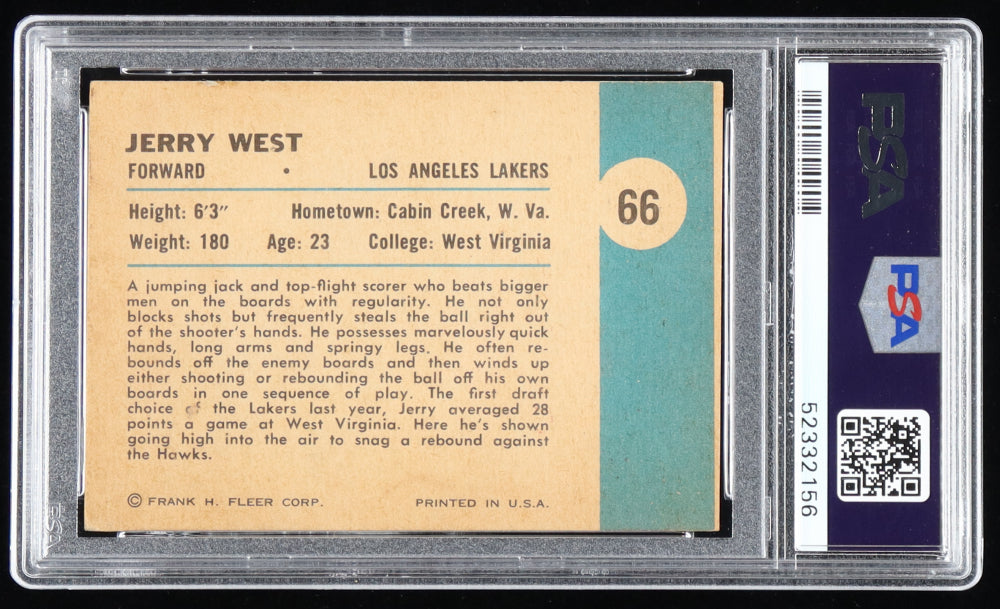 JERRY WEST
FORWARD • LOS ANGELES LAKERS
Height: 6'3" Hometown: Cabin Creek, W. Va.
Weight: 180 Age: 23 College: West Virginia
A jumping jack and top-flight scorer who beats bigger
men on the boards with regularity. He not only
blocks shots but frequently steals the ball right out
of the shooter's hands. He possesses marvelously quick
hands, long arms and springy legs. He often re-
bounds off the enemy boards and then winds up
either shooting or rebounding the ball off his own
boards in one sequence of play. The first draft
choice of the Lakers last year, Jerry averaged 28
points a game at West Virginia. Here he's shown
going high into the air to snag a rebound against
the Hawks.
© FRANK H. FLEER CORP. PRINTED IN U.S.A.
66
PSA
PSA
52332156
PSA